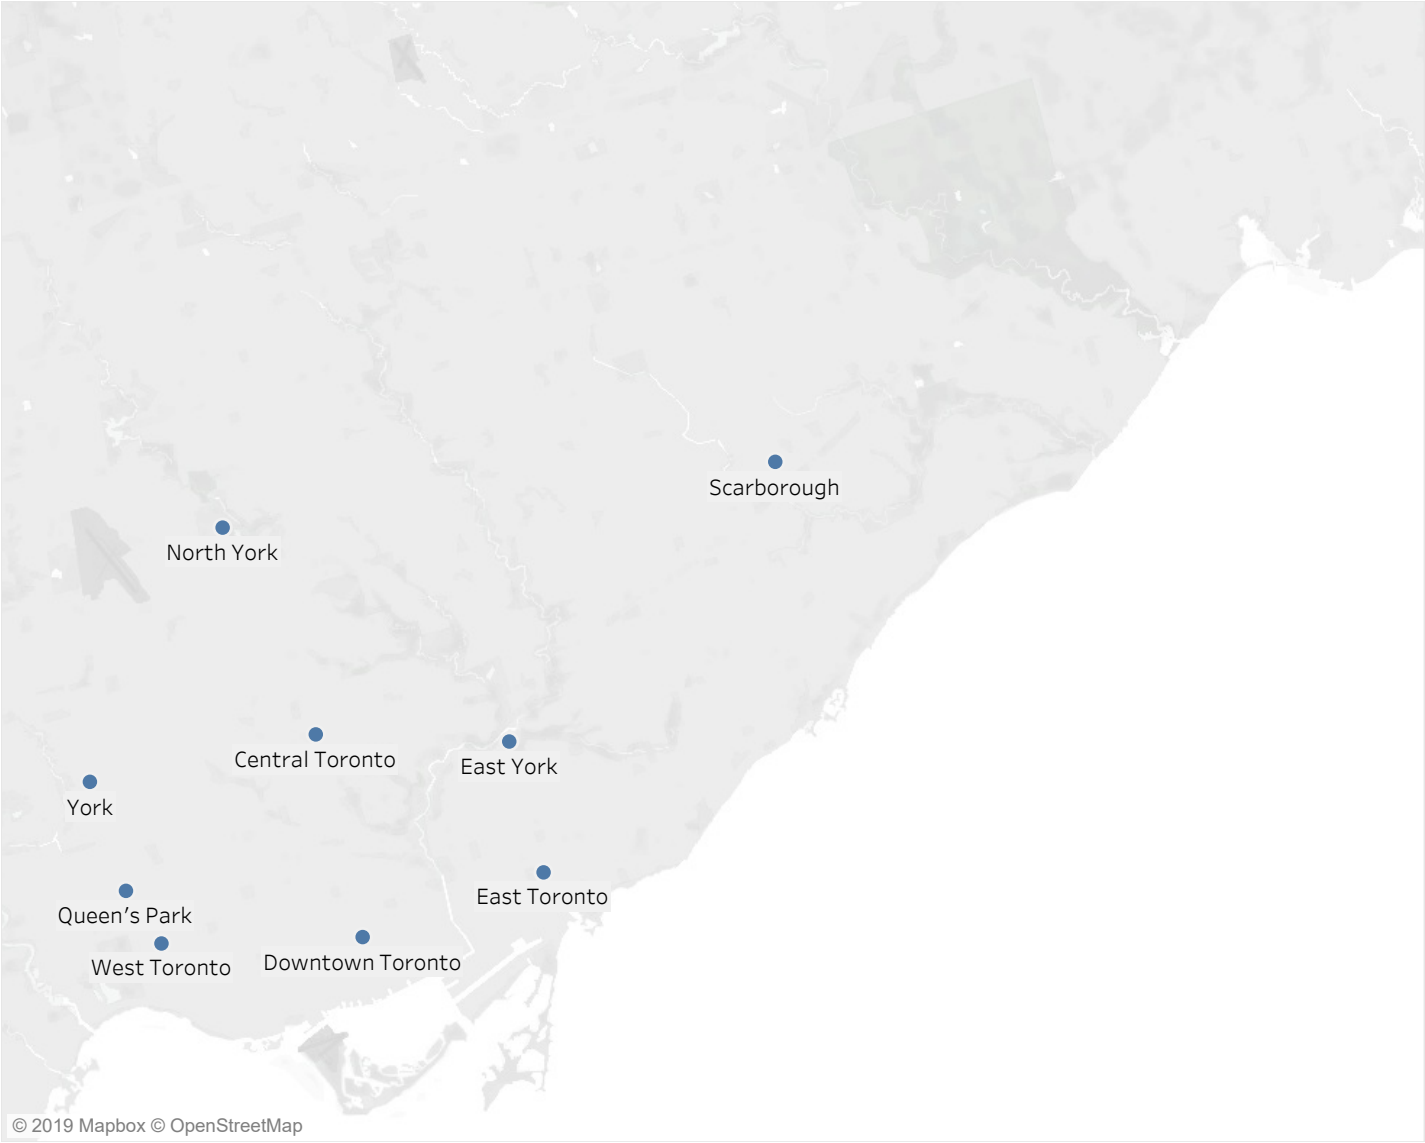 Scarborough
North York
Central Toronto
East York
York
East Toronto
Queen’s Park
West Toronto
Downtown Toronto
© 2019 Mapbox © OpenStreetMap